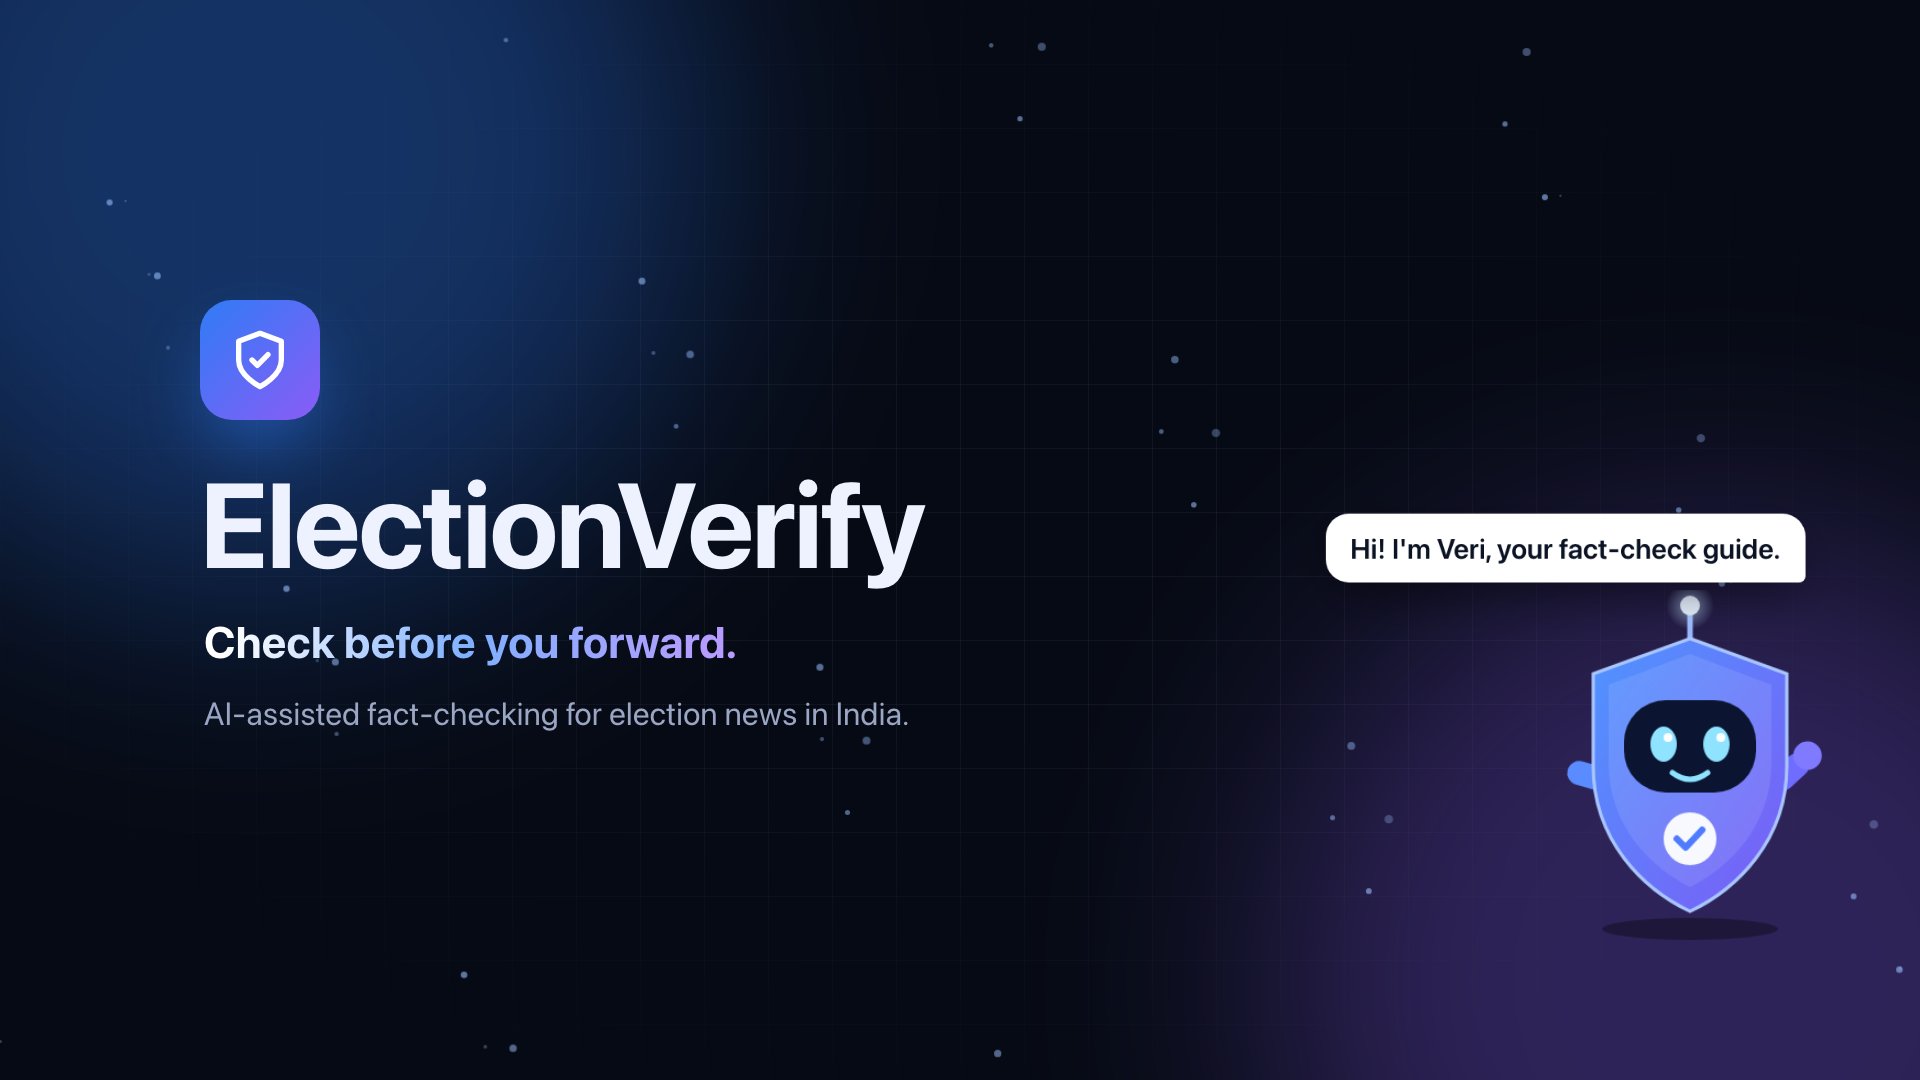 ElectionVerify
Check before you forward.
AI-assisted fact-checking for election news in India.
Hi! I'm Veri, your fact-check guide.